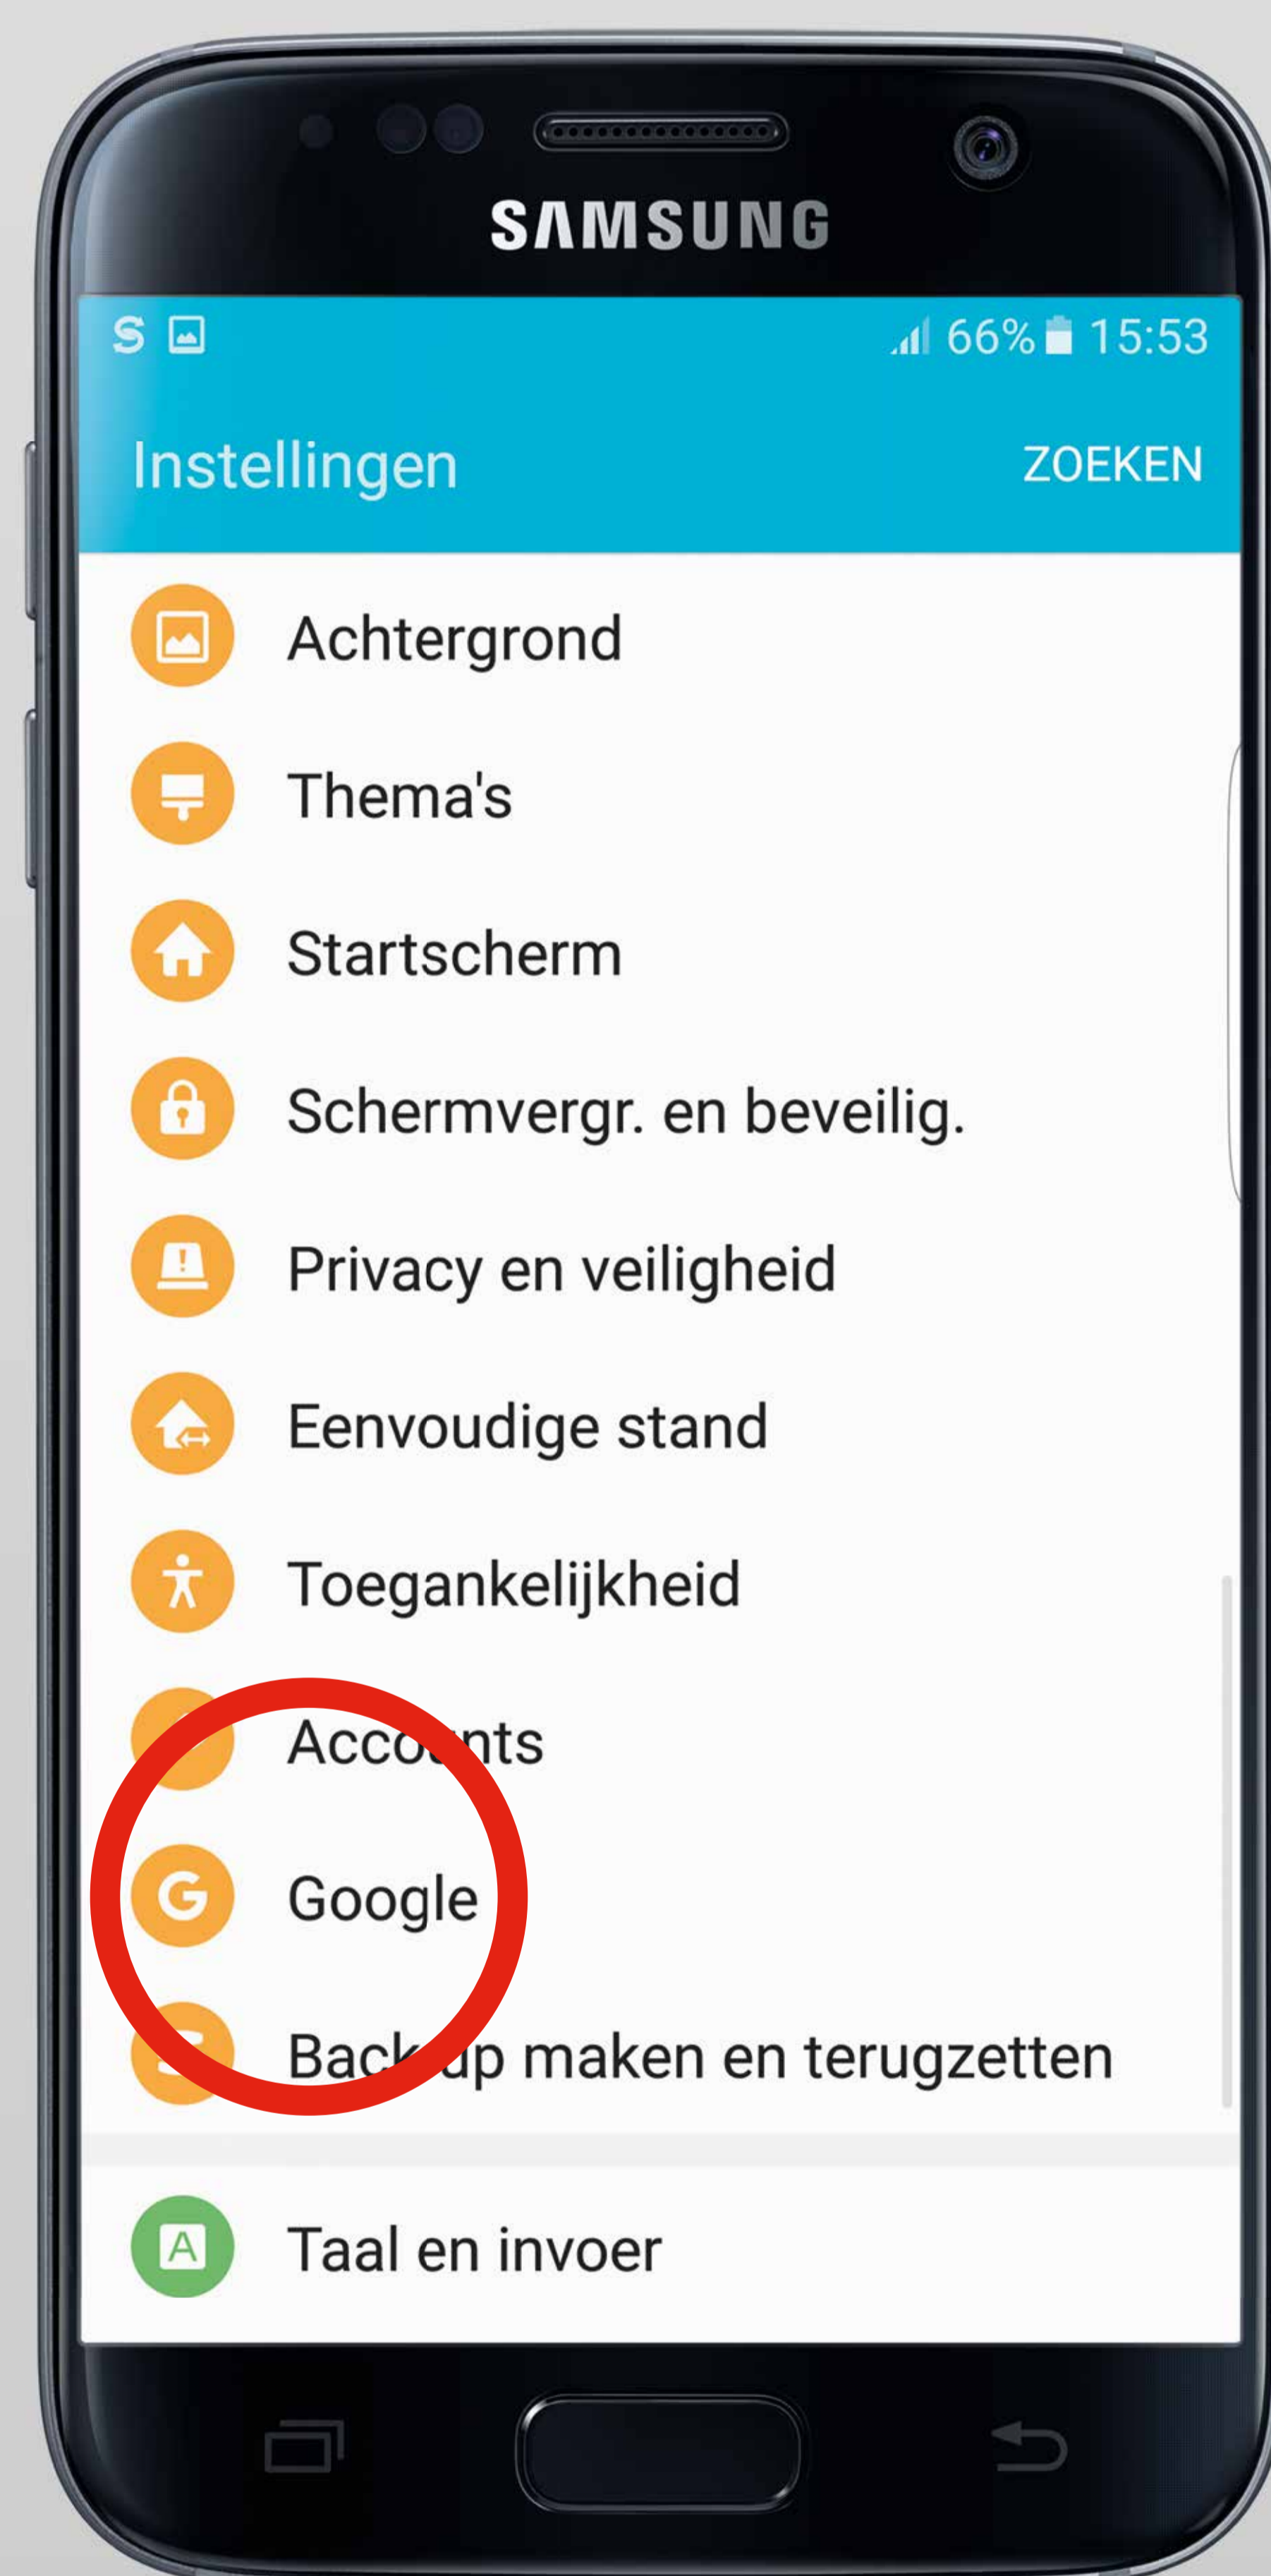 SAMSUNG
66% 15:53
Instellingen ZOEKEN
Achtergrond
Thema's
Startscherm
Schermvergr. en beveilig.
Privacy en veiligheid
Eenvoudige stand
Toegankelijkheid
Accounts
G Google
Back-up maken en terugzetten
A Taal en invoer